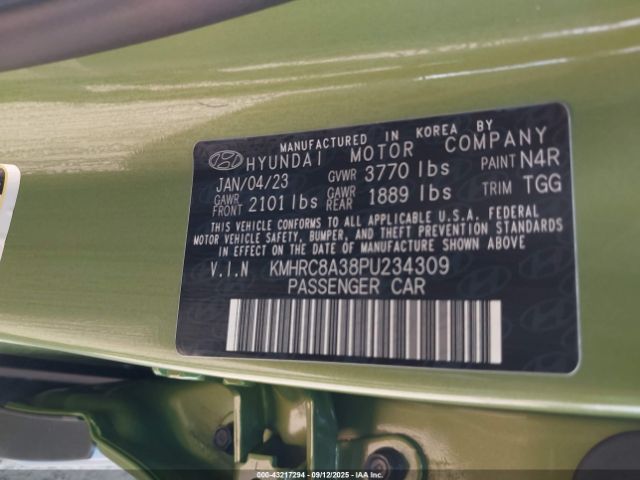 MANUFACTURED IN KOREA BY
HYUNDAI MOTOR COMPANY
JAN/04/23 GVWR 3770 lbs PAINT N4R
GAWR FRONT 2101 lbs GAWR REAR 1889 lbs TRIM TGG
THIS VEHICLE CONFORMS TO ALL APPLICABLE U.S.A. FEDERAL
MOTOR VEHICLE SAFETY, BUMPER, AND THEFT PREVENTION STANDARDS
IN EFFECT ON THE DATE OF MANUFACTURE SHOWN ABOVE.
V.I.N KMHRC8A38PU234309
PASSENGER CAR
000-43217294 - 09/12/2025 - IAAI.COM